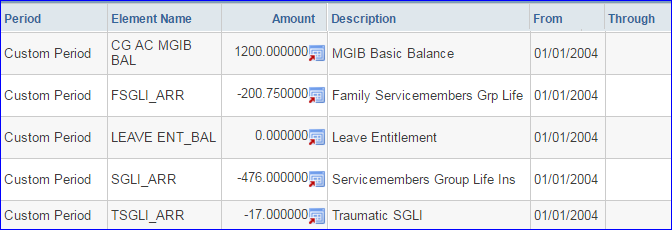 Period Element Name Amount Description From Through
Custom Period CG AC MGIB BAL 1200.000000 MGIB Basic Balance 01/01/2004
Custom Period FSGLI_ARR -200.750000 Family Servicemembers Grp Life 01/01/2004
Custom Period LEAVE ENT_BAL 0.000000 Leave Entitlement 01/01/2004
Custom Period SGLI_ARR -476.000000 Servicemembers Group Life Ins 01/01/2004
Custom Period TSGLI_ARR -17.000000 Traumatic SGLI 01/01/2004